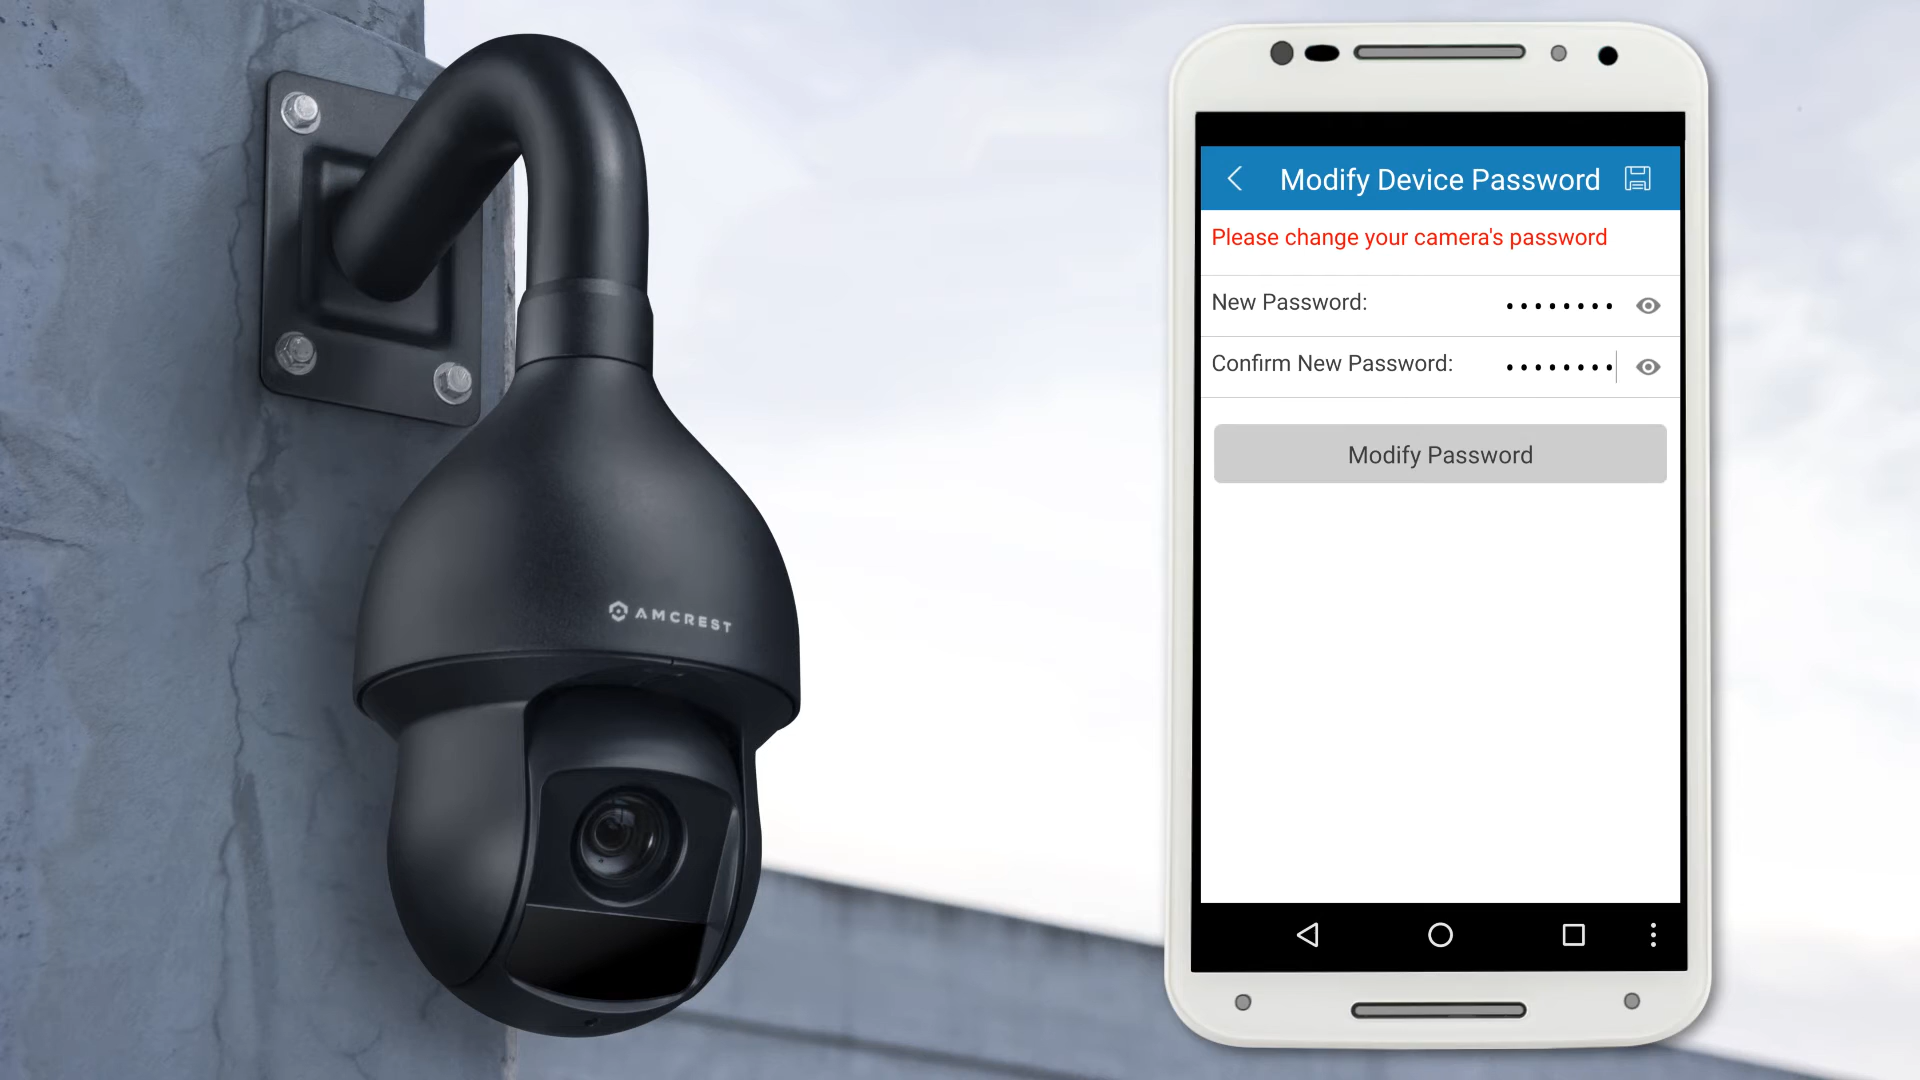 AMCREST
Modify Device Password
Please change your camera's password
New Password: ••••••••
Confirm New Password: ••••••••
Modify Password